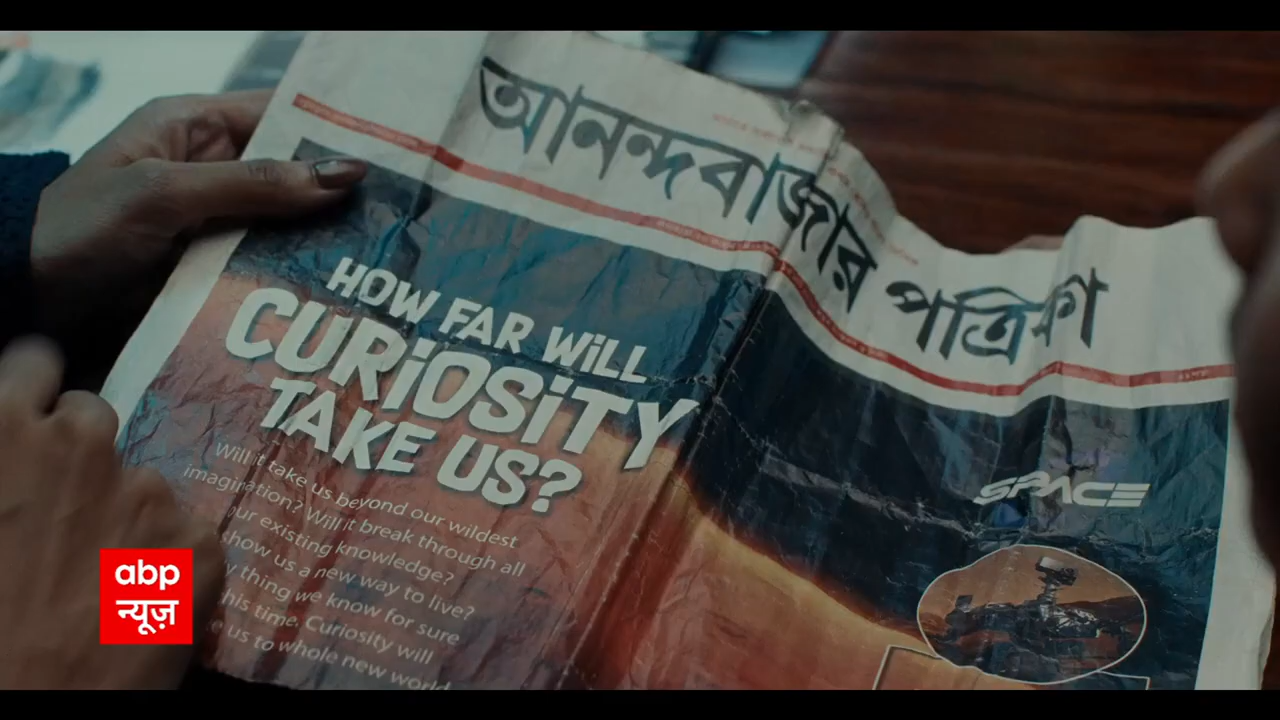 আনন্দবাজার পত্রিকা
HOW FAR WiLL
CURiOSiTY
TAKE US?
Will it take us beyond our wildest
imagination? Will it break through all
our existing knowledge?
show us a new way to live?
thing we know for sure
his time, Curiosity will
us to whole new world
SPACE
abp
न्यूज़